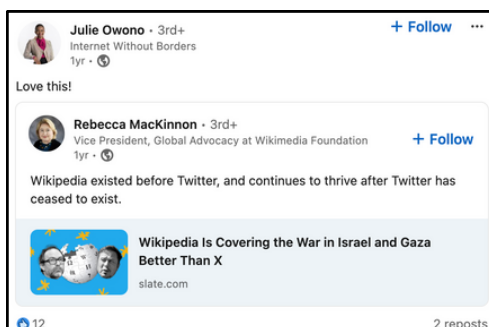 Julie Owono • 3rd+
+ Follow ...
Internet Without Borders
1yr •
Love this!
Rebecca MacKinnon • 3rd+
Vice President, Global Advocacy at Wikimedia Foundation
+ Follow
1yr •
Wikipedia existed before Twitter, and continues to thrive after Twitter has
ceased to exist.
Wikipedia Is Covering the War in Israel and Gaza
Better Than X
slate.com
12
2 reposts